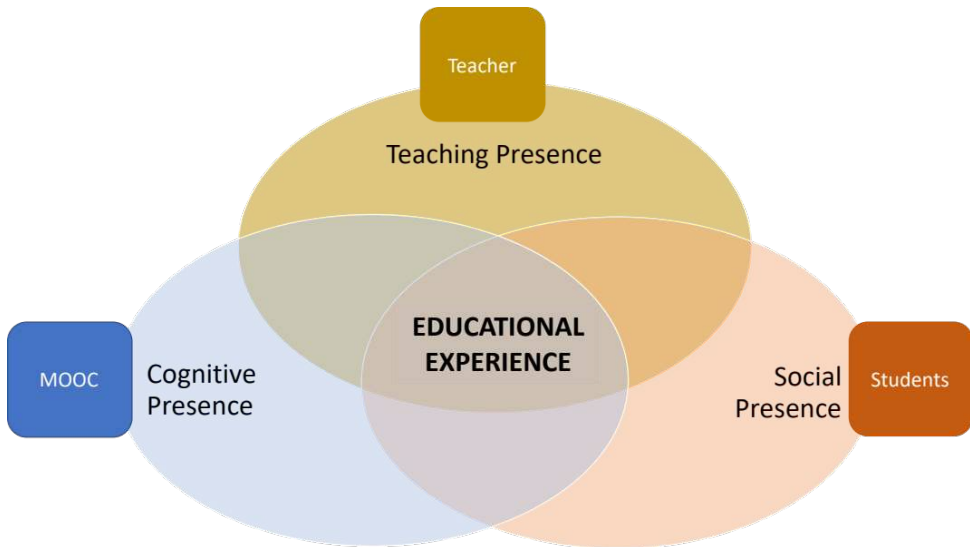 Teacher
Teaching Presence
EDUCATIONAL
EXPERIENCE
MOOC
Cognitive
Presence
Social
Presence
Students